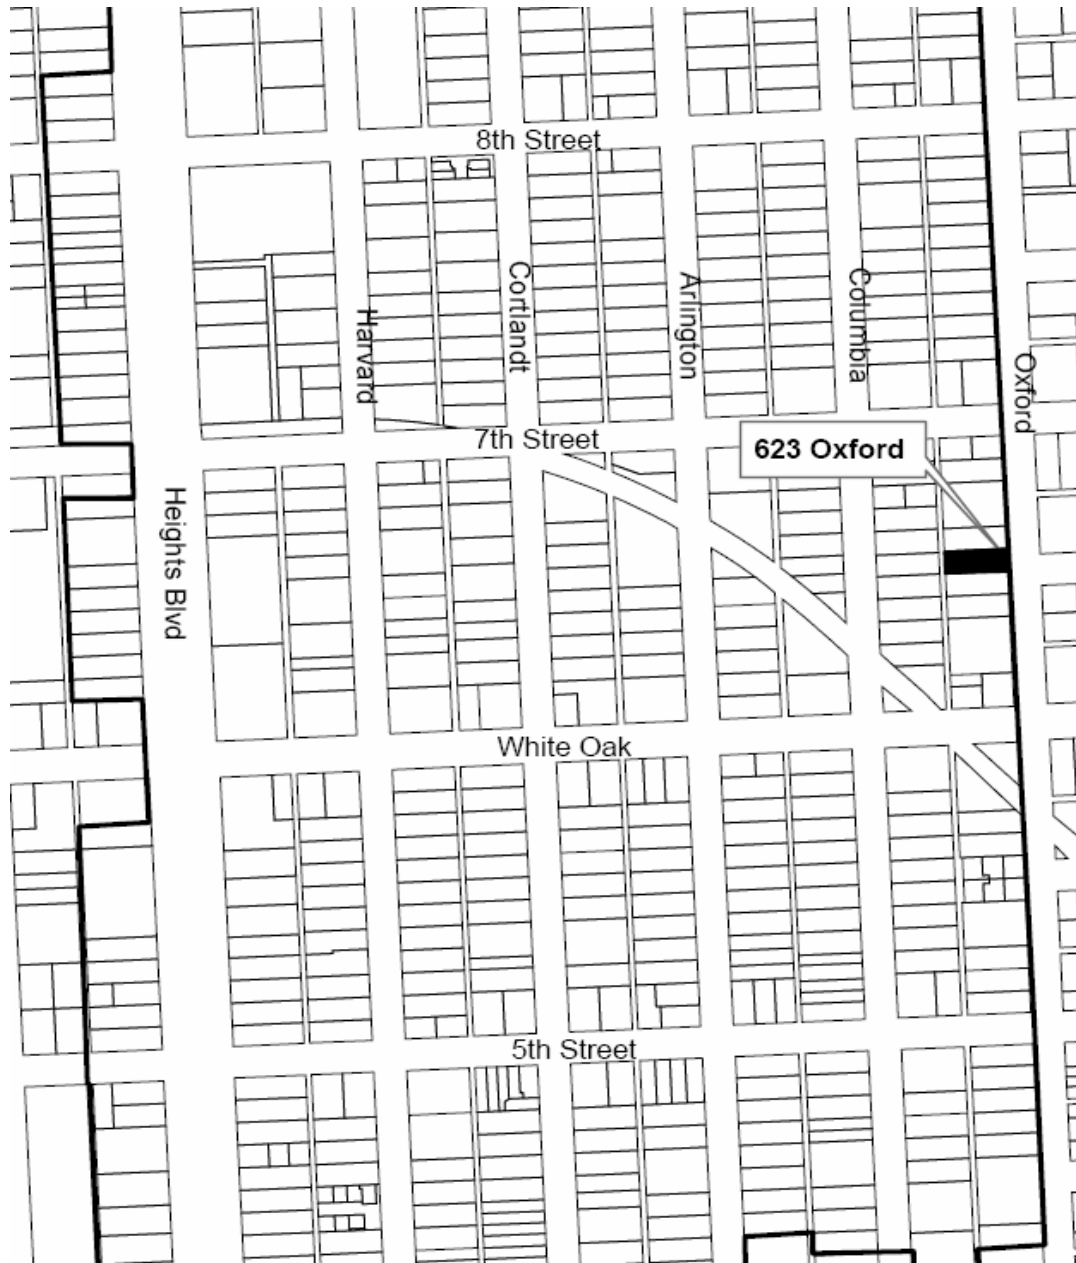 8th Street
Cortlandt
Arlington
Columbia
Harvard
Oxford
7th Street
623 Oxford
Heights Blvd
White Oak
5th Street